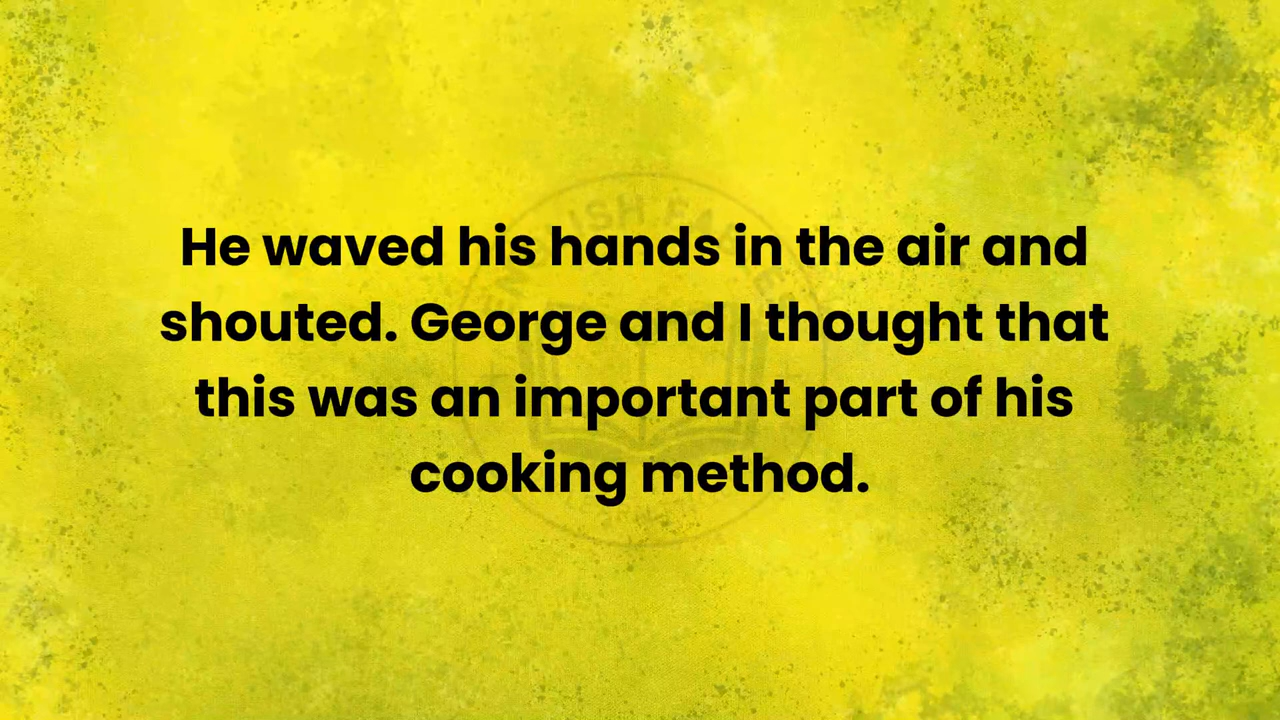 He waved his hands in the air and
shouted. George and I thought that
this was an important part of his
cooking method.